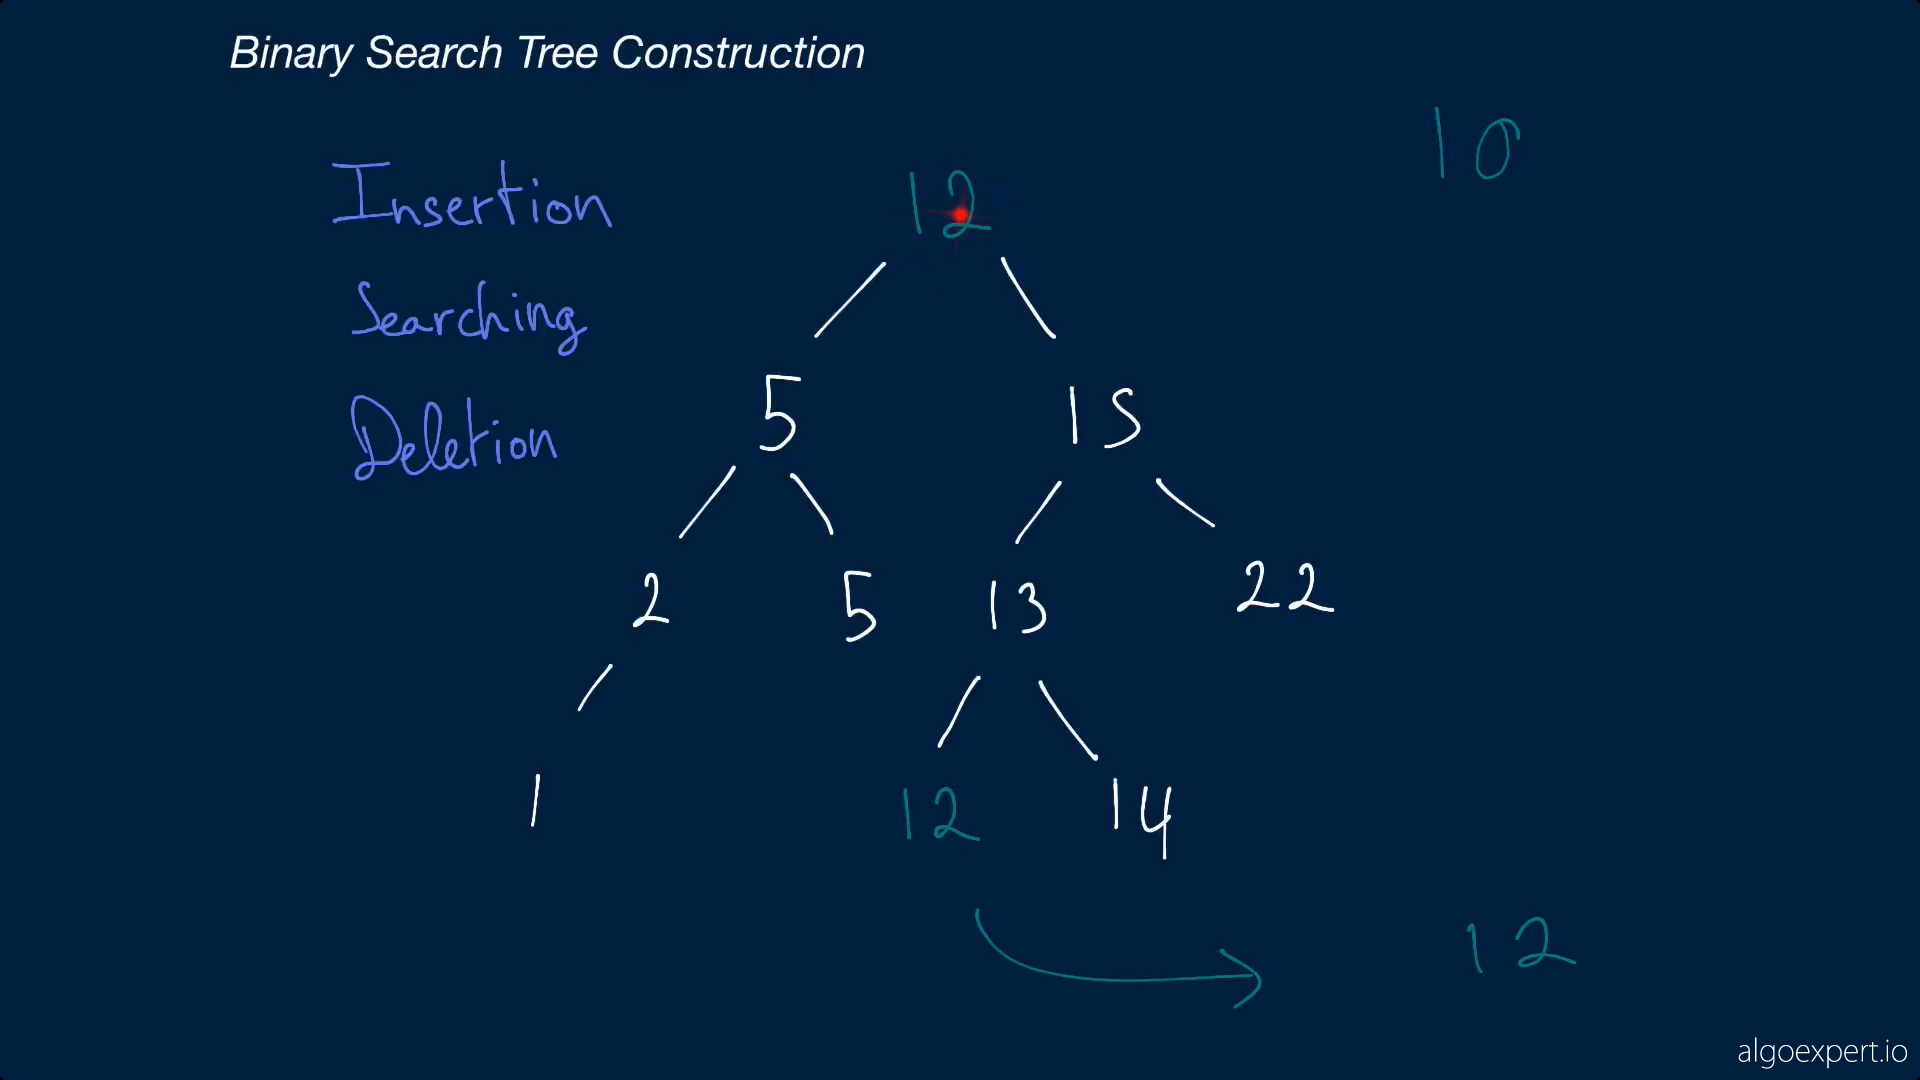 Binary Search Tree Construction
10
Insertion
12
Searching
5 15
Deletion
2 5 13 22
1 12 14
12
algoexpert.io